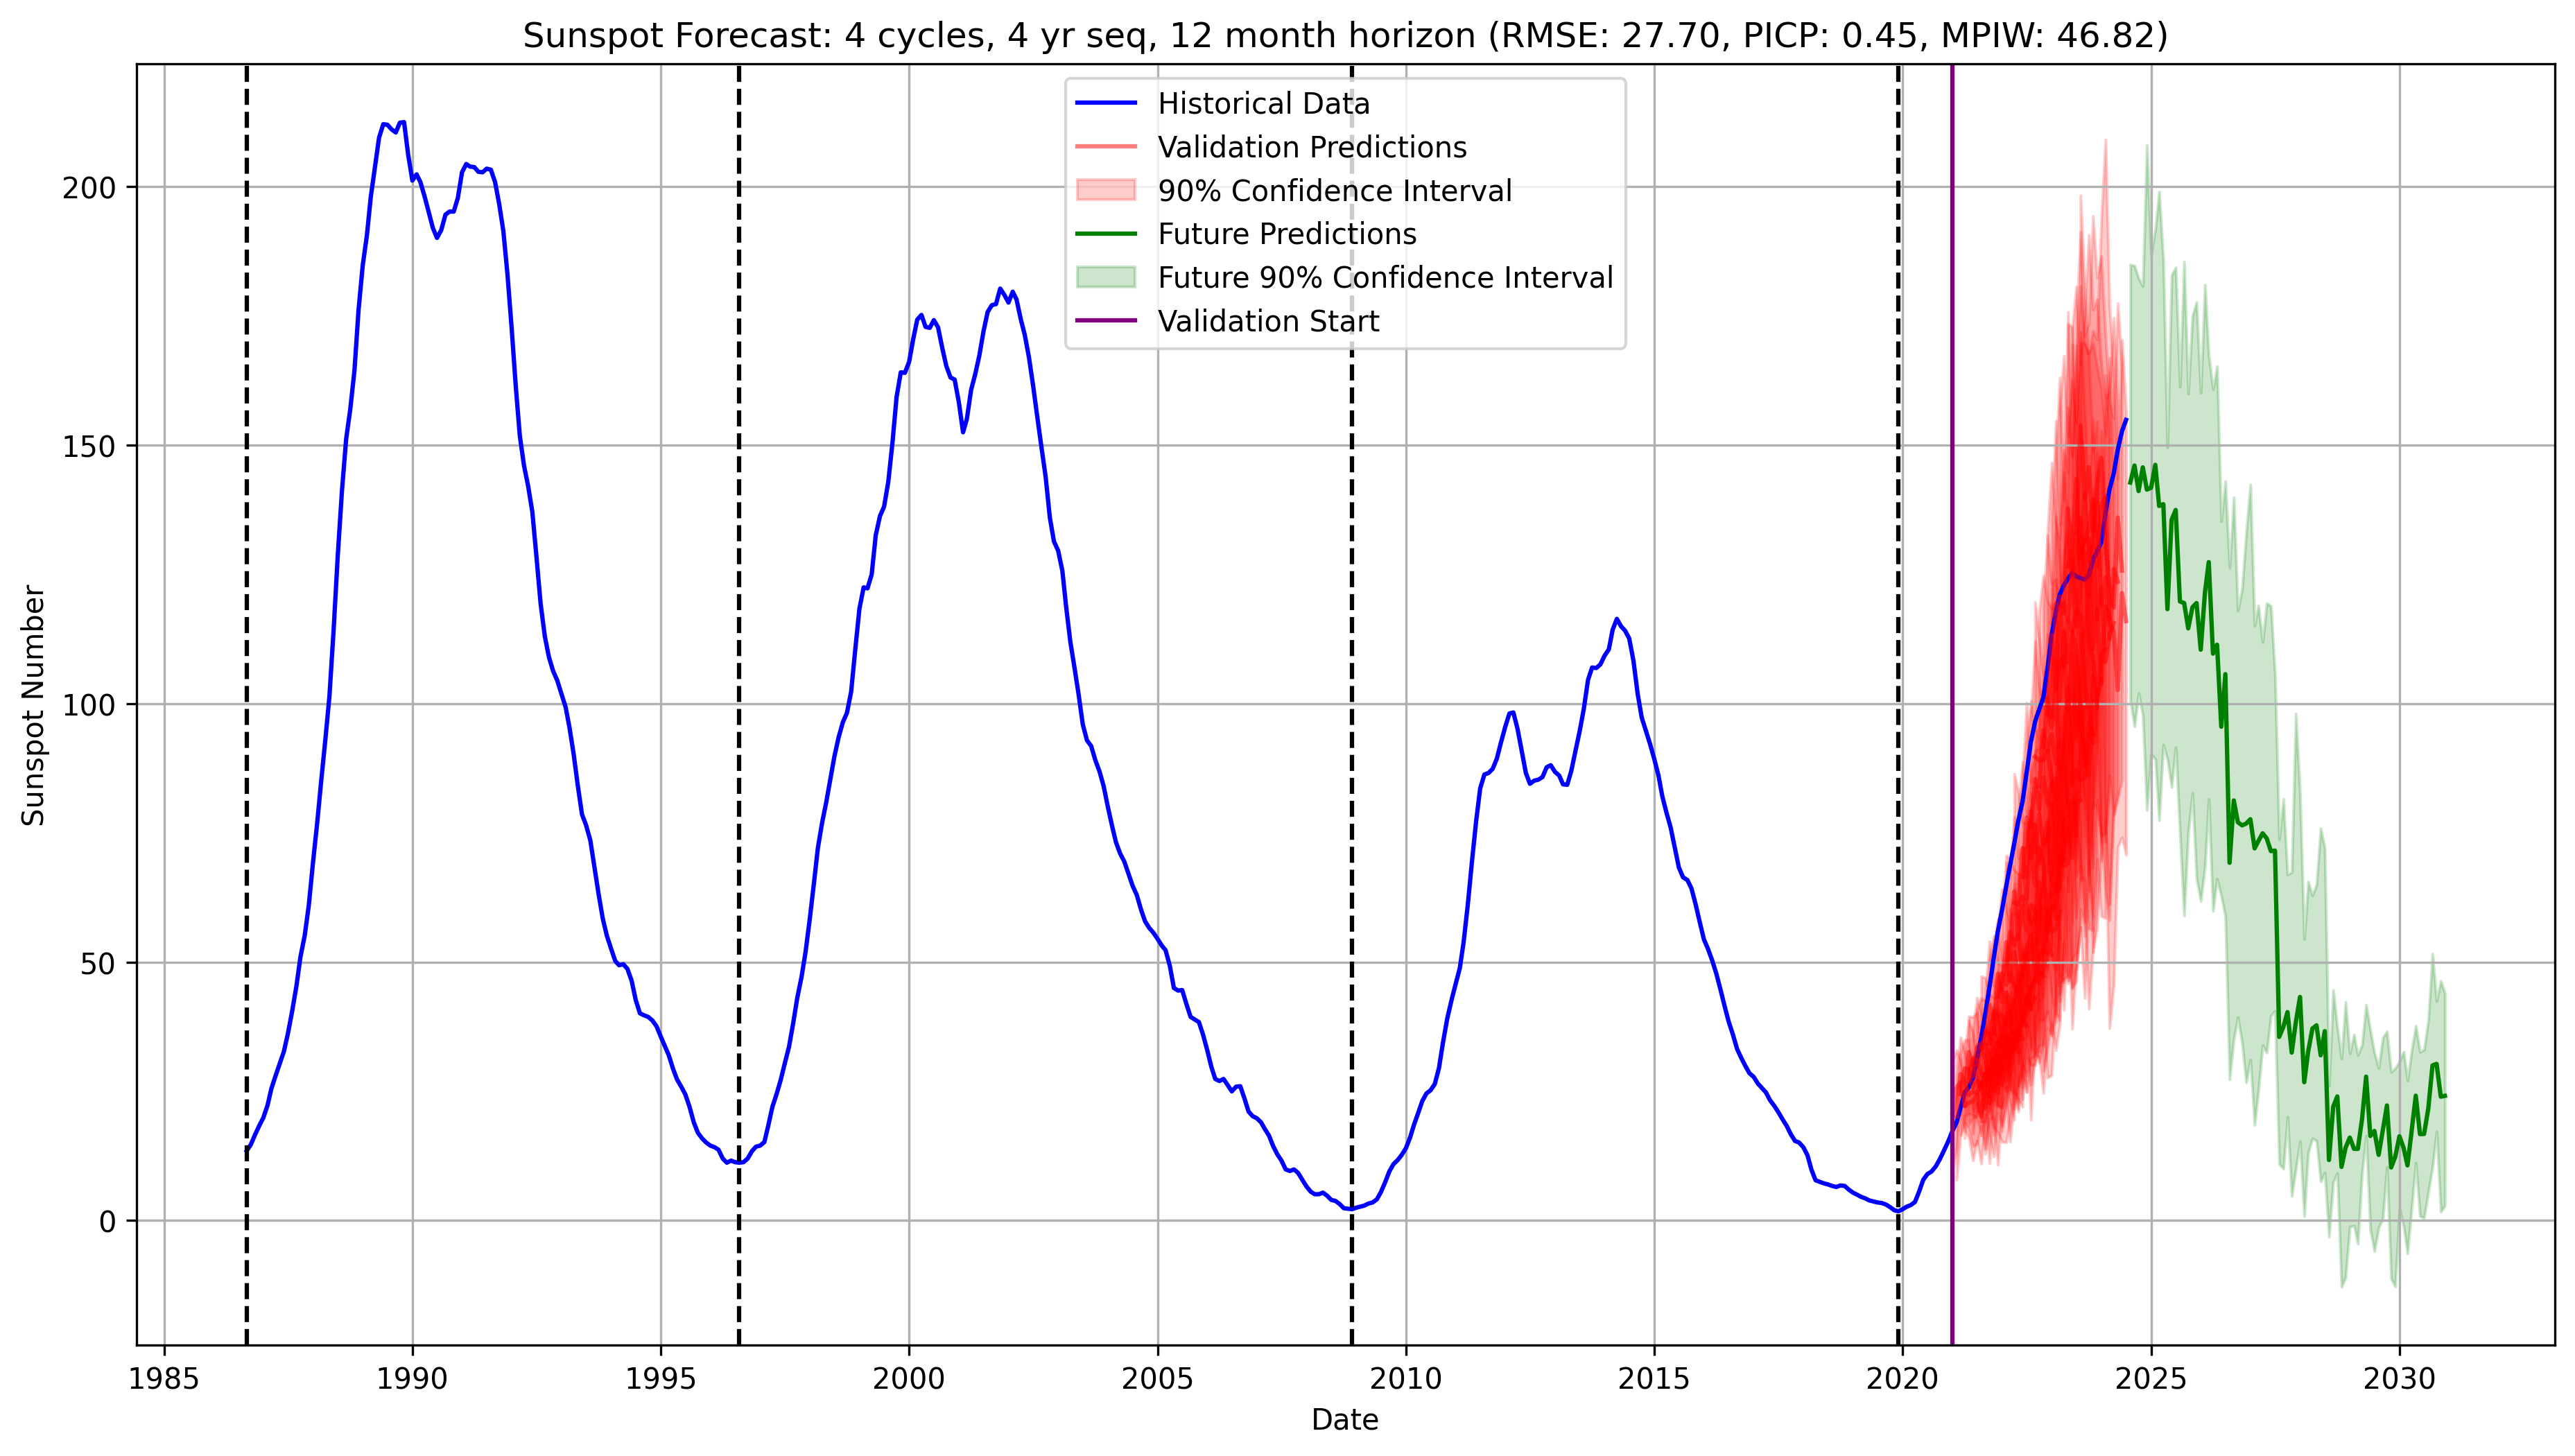 Sunspot Forecast: 4 cycles, 4 yr seq, 12 month horizon (RMSE: 27.70, PICP: 0.45, MPIW: 46.82)
Historical Data
Validation Predictions
90% Confidence Interval
Future Predictions
Future 90% Confidence Interval
Validation Start
Sunspot Number
200
150
100
50
0
1985 1990 1995 2000 2005 2010 2015 2020 2025 2030
Date